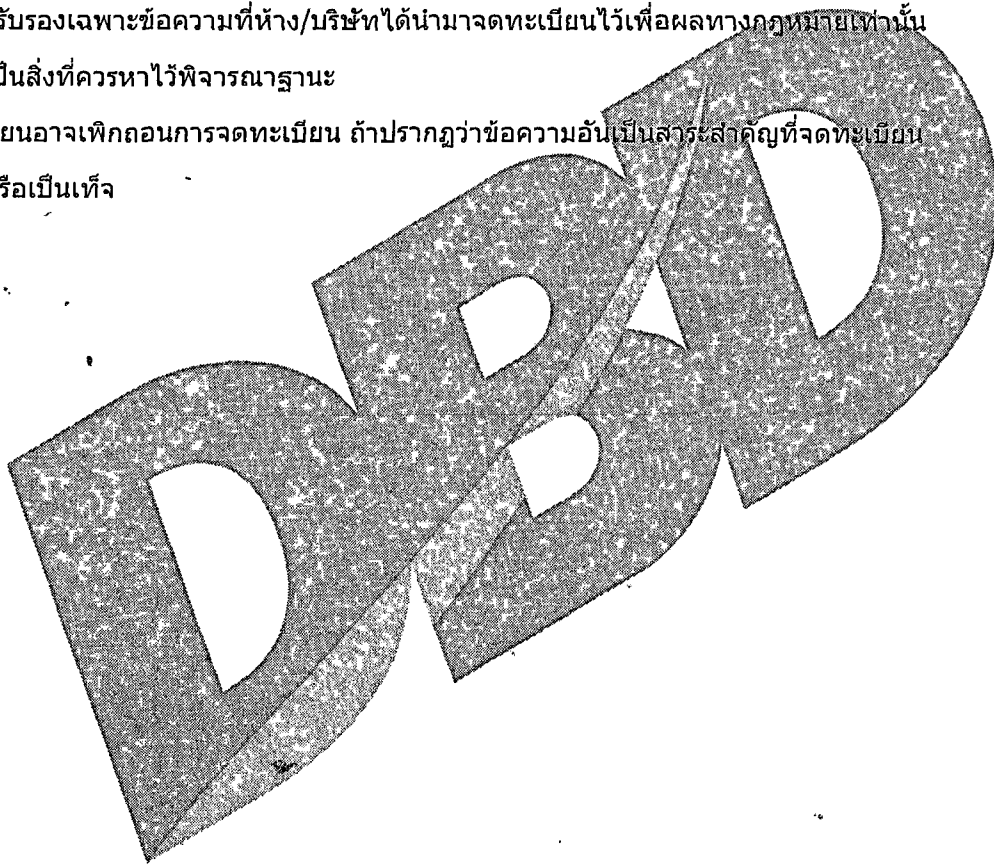 รับรองเฉพาะข้อความที่ห้าง/บริษัทได้นำมาจดทะเบียนไว้เพื่อผลทางกฎหมายเท่านั้น
ป็นสิ่งที่ควรหาไว้พิจารณาฐานะ
ยนอาจเพิกถอนการจดทะเบียน ถ้าปรากฏว่าข้อความอันเป็นสาระสำคัญที่จดทะเบียน
รือเป็นเท็จ
DBD